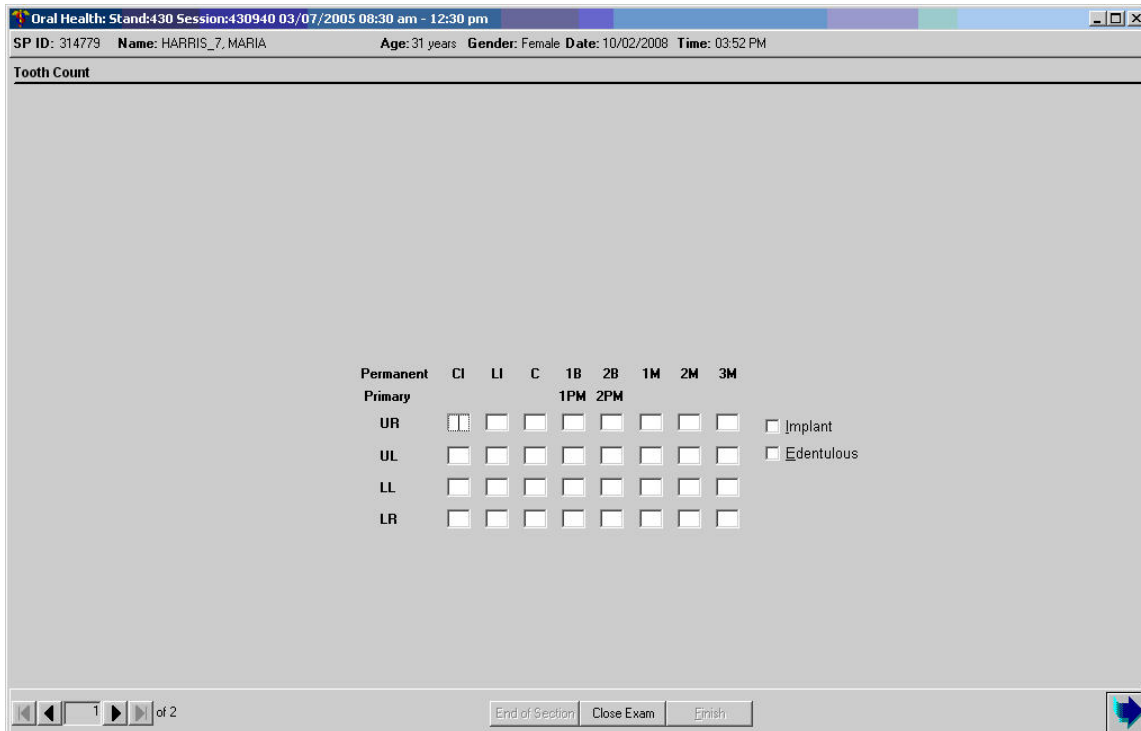 Oral Health: Stand:430 Session:430940 03/07/2005 08:30 am - 12:30 pm
SP ID: 314779 Name: HARRIS_7, MARIA Age: 31 years Gender: Female Date: 10/02/2008 Time: 03:52 PM
Tooth Count
Permanent CI LI C 1B 2B 1M 2M 3M
Primary 1PM 2PM
UR Implant
UL Edentulous
LL
LR
1 of 2 End of Section Close Exam Finish